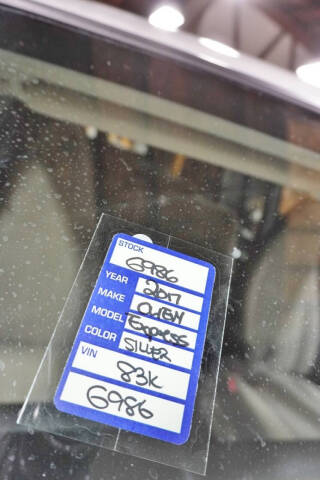 STOCK
6986
YEAR 2017
MAKE CHEV
MODEL Express
COLOR SILVER
VIN 83K
6986